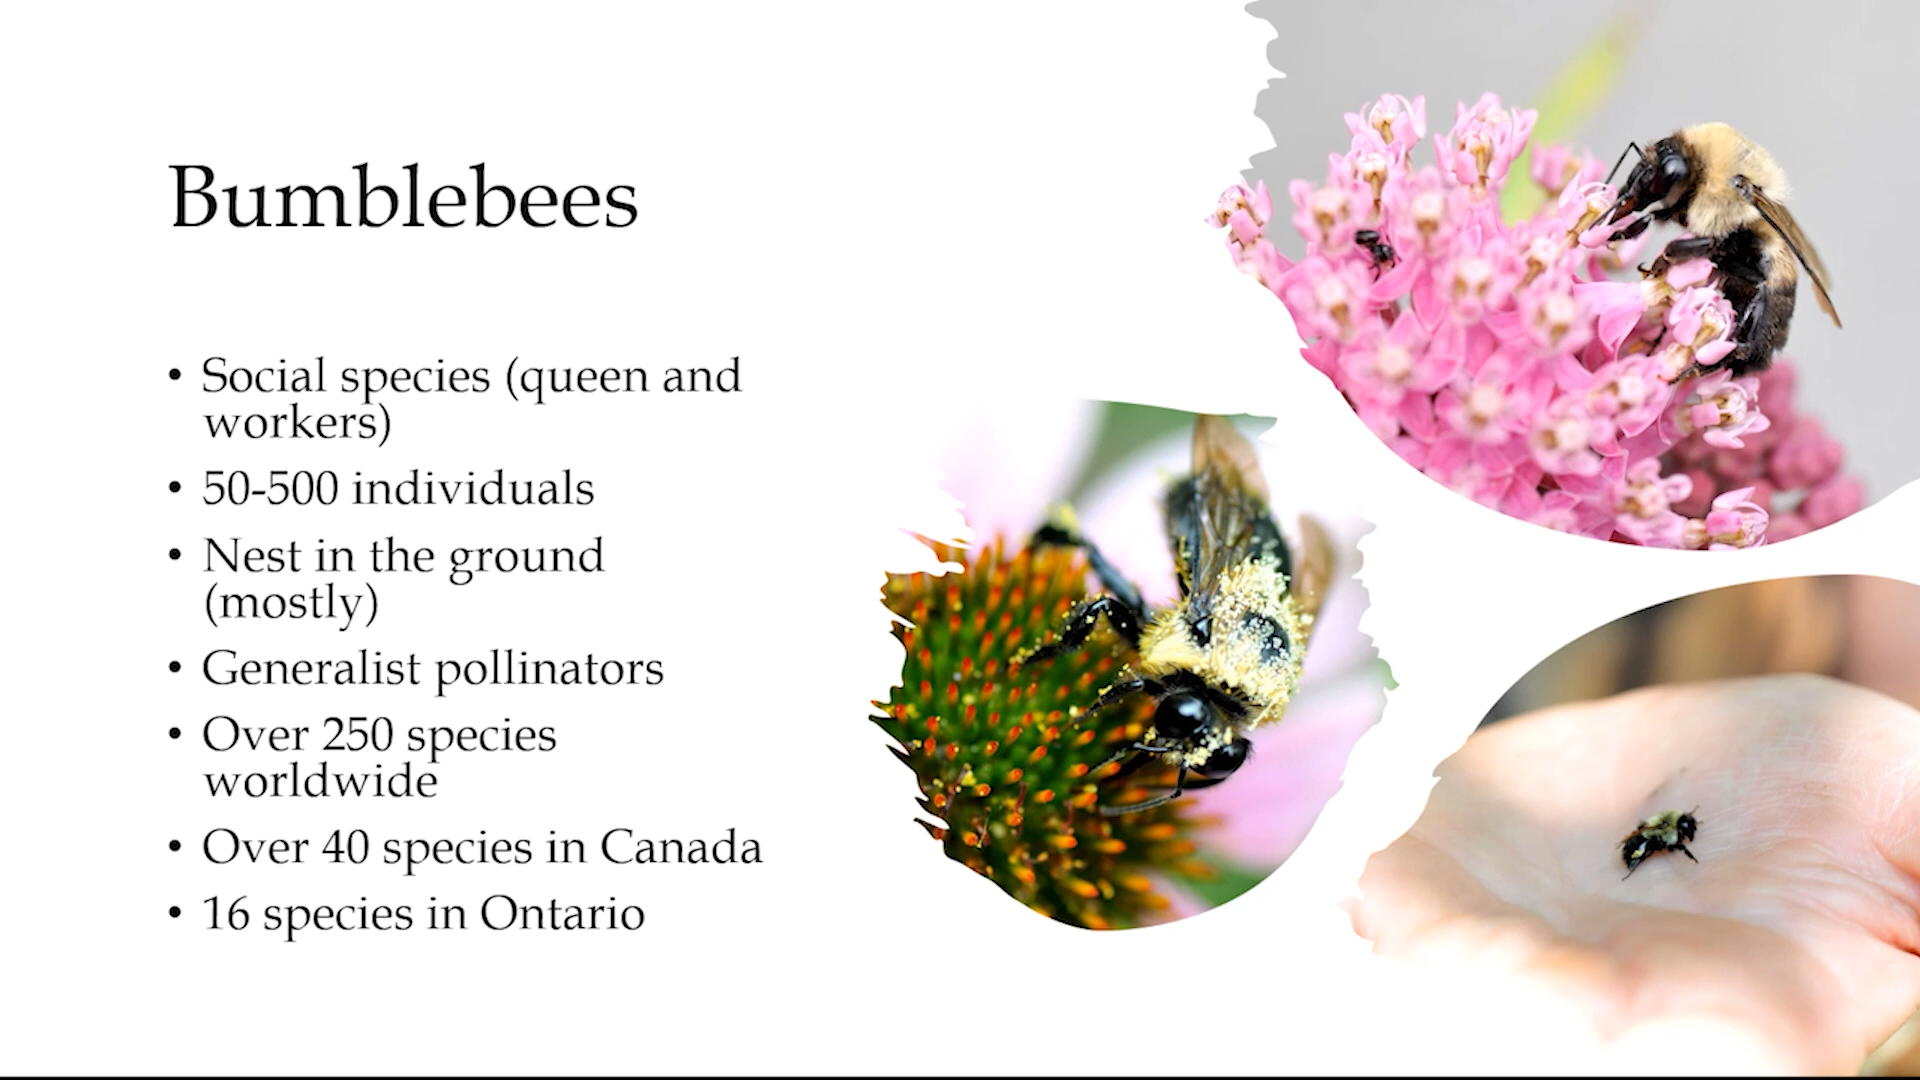 Bumblebees
• Social species (queen and
workers)
• 50-500 individuals
• Nest in the ground
(mostly)
• Generalist pollinators
• Over 250 species
worldwide
• Over 40 species in Canada
• 16 species in Ontario